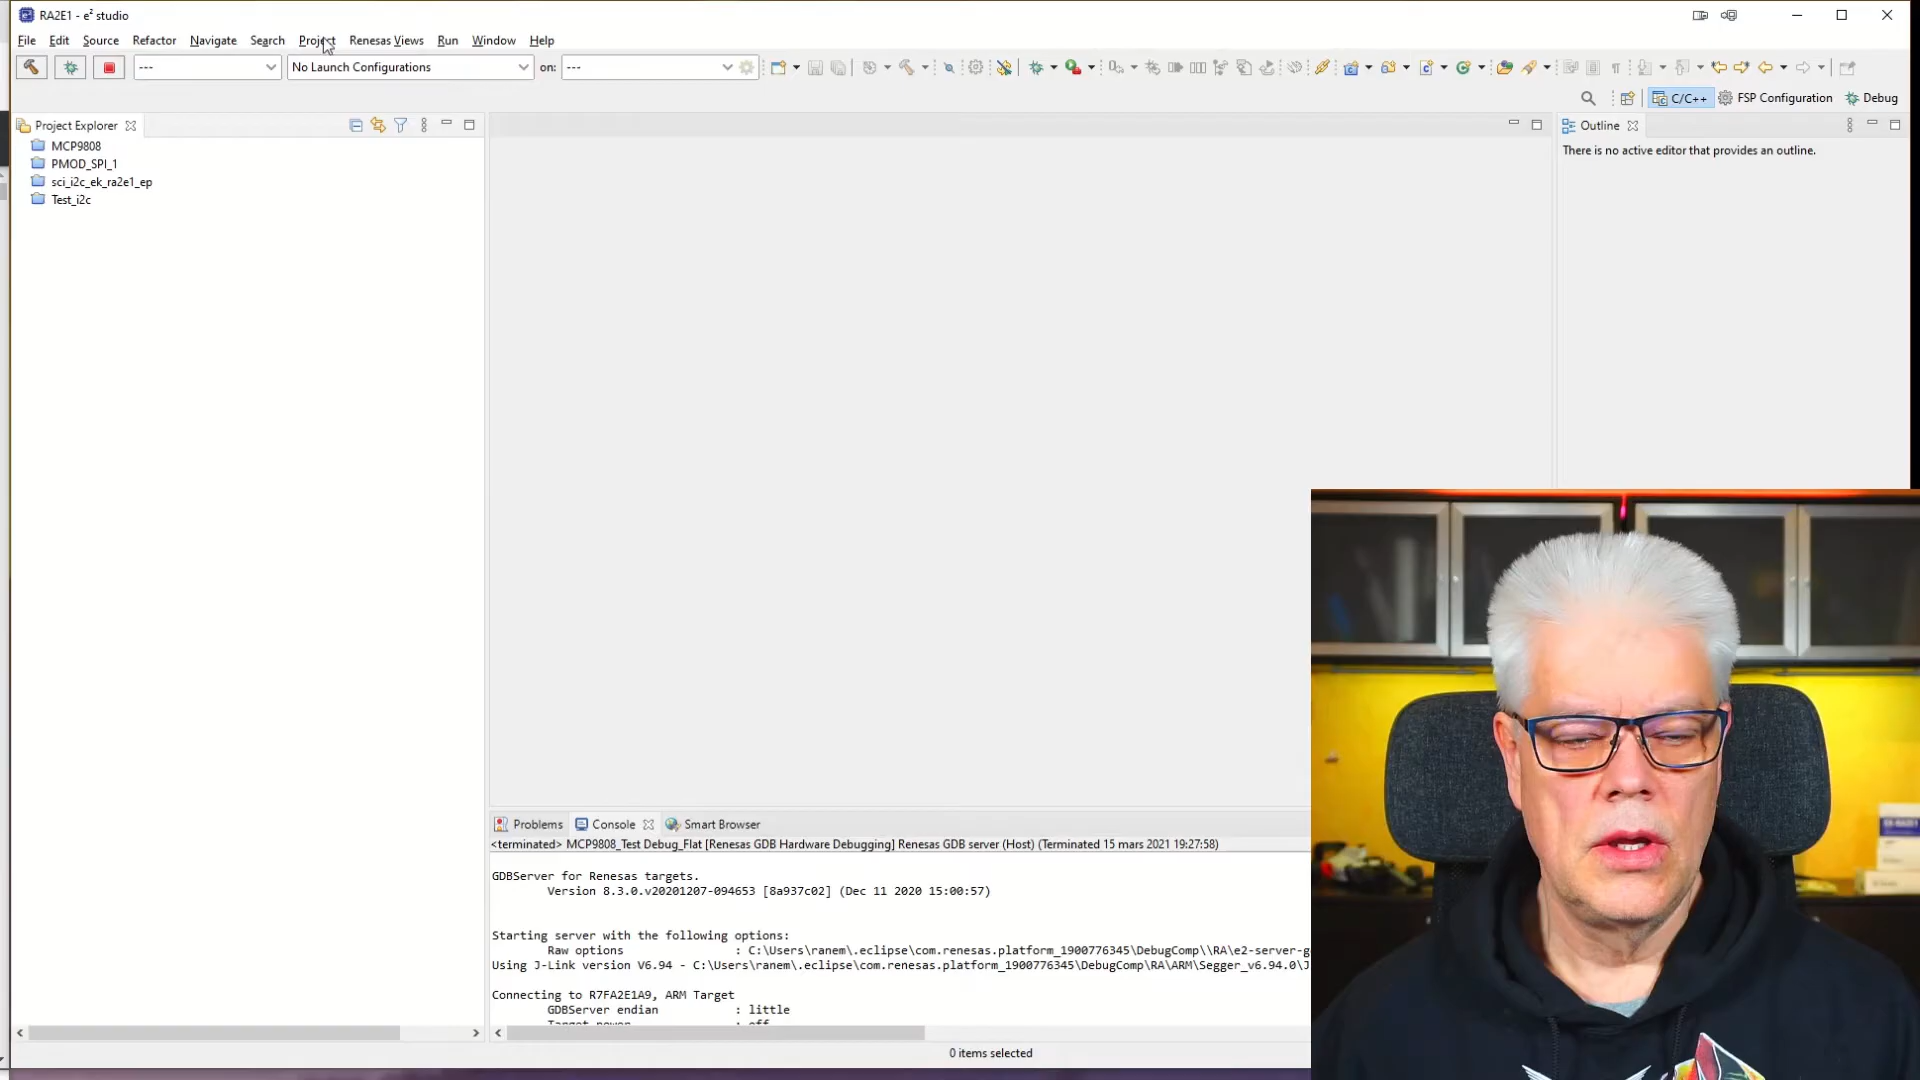 RA2E1 - e² studio
File Edit Source Refactor Navigate Search Project Renesas Views Run Window Help
--- No Launch Configurations on: ---
C/C++ FSP Configuration Debug
Project Explorer
MCP9808
PMOD_SPI_1
sci_i2c_ek_ra2e1_ep
Test_i2c
Outline
There is no active editor that provides an outline.
Problems Console Smart Browser
<terminated> MCP9808_Test Debug_Flat [Renesas GDB Hardware Debugging] Renesas GDB server (Host) (Terminated 15 mars 2021 19:27:58)
GDBServer for Renesas targets.
Version 8.3.0.v20201207-094653 [8a937c02] (Dec 11 2020 15:00:57)
Starting server with the following options:
Raw options : C:\Users\ranem\.eclipse\com.renesas.platform_1900776345\DebugComp\\RA\e2-server-g
Using J-Link version V6.94 - C:\Users\ranem\.eclipse\com.renesas.platform_1900776345\DebugComp\RA\ARM\Segger_v6.94.0\J
Connecting to R7FA2E1A9, ARM Target
GDBServer endian : little
Target power : off
0 items selected